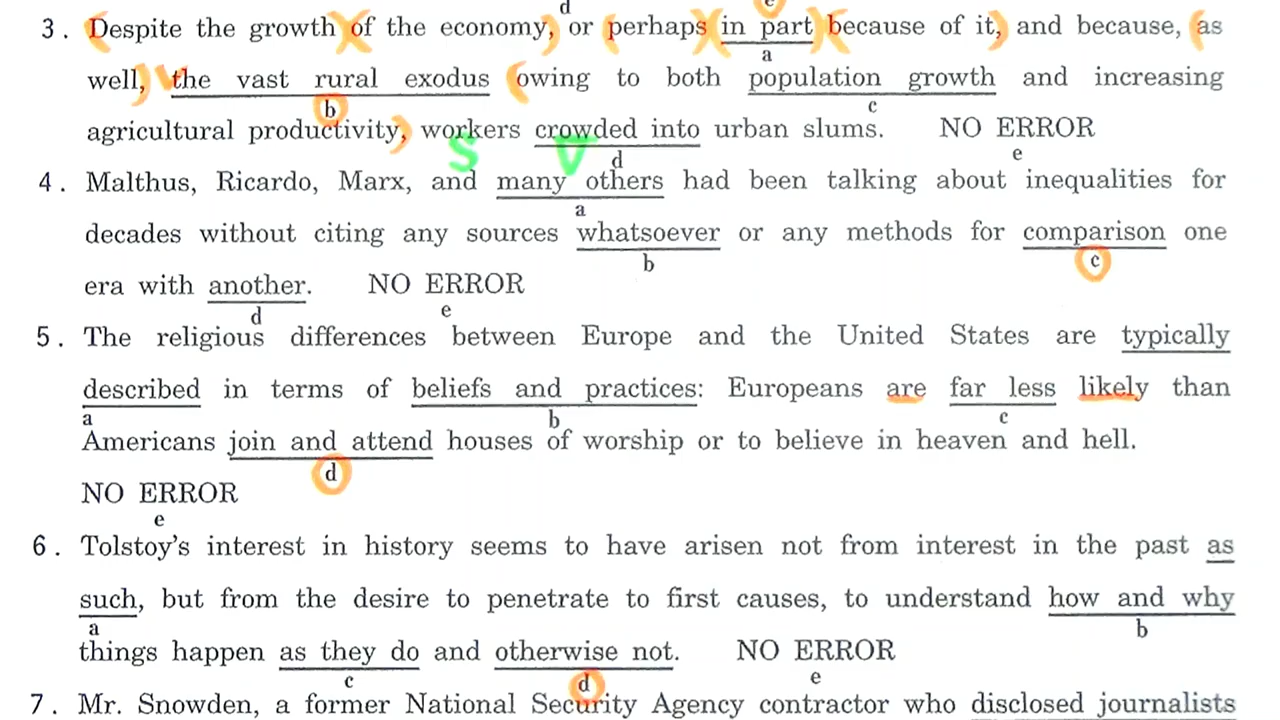 d
3. Despite the growth of the economy, or perhaps in part because of it, and because, as
a
well, the vast rural exodus owing to both population growth and increasing
b c
agricultural productivity, workers crowded into urban slums. NO ERROR
S V d e
4. Malthus, Ricardo, Marx, and many others had been talking about inequalities for
a
decades without citing any sources whatsoever or any methods for comparison one
b c
era with another. NO ERROR
d e
5. The religious differences between Europe and the United States are typically
described in terms of beliefs and practices: Europeans are far less likely than
a b c
Americans join and attend houses of worship or to believe in heaven and hell.
d
NO ERROR
e
6. Tolstoy's interest in history seems to have arisen not from interest in the past as
such, but from the desire to penetrate to first causes, to understand how and why
a b
things happen as they do and otherwise not. NO ERROR
c d e
7. Mr. Snowden, a former National Security Agency contractor who disclosed journalists